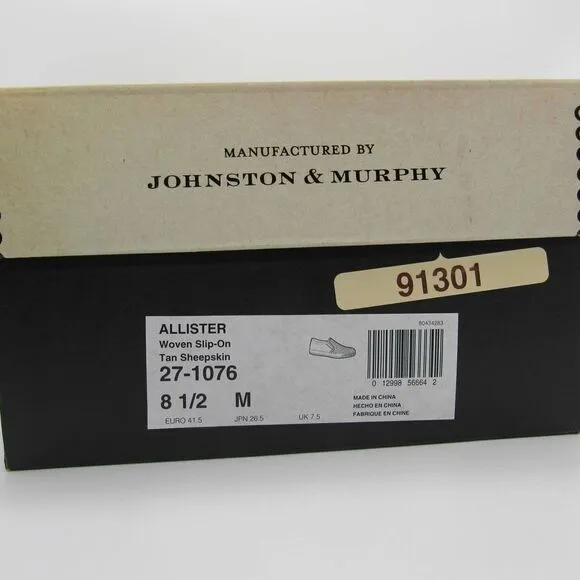 MANUFACTURED BY
JOHNSTON & MURPHY
91301
ALLISTER
Woven Slip-On
Tan Sheepskin
27-1076
8 1/2 M
EURO 41.5 JPN 26.5 UK 7.5
80434283
0 12998 56664 2
MADE IN CHINA
HECHO EN CHINA
FABRIQUE EN CHINE